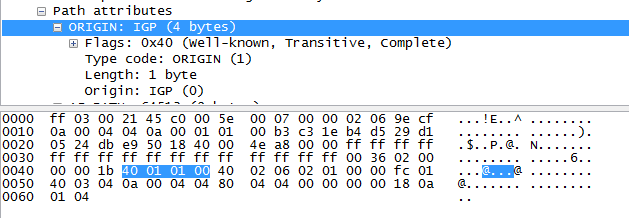 Path attributes
ORIGIN: IGP (4 bytes)
Flags: 0x40 (Well-known, Transitive, Complete)
Type code: ORIGIN (1)
Length: 1 byte
Origin: IGP (0)
0000 ff 03 00 21 45 c0 00 5e 00 07 00 00 02 06 9e cf ...!E..^ ........
0010 0a 00 04 04 0a 00 01 01 00 b3 c3 1e b4 d5 29 d1 ........ ......).
0020 05 24 db e9 50 18 40 00 4e a8 00 00 ff ff ff ff .$..P.@. N.......
0030 ff ff ff ff ff ff ff ff ff ff ff ff 00 36 02 00 ........ .....6..
0040 00 00 1b 40 01 01 00 40 02 06 02 01 00 00 fc 01 ...@...@ ........
0050 40 03 04 0a 00 04 04 80 04 04 00 00 00 00 18 0a @....... ........
0060 01 04 ..